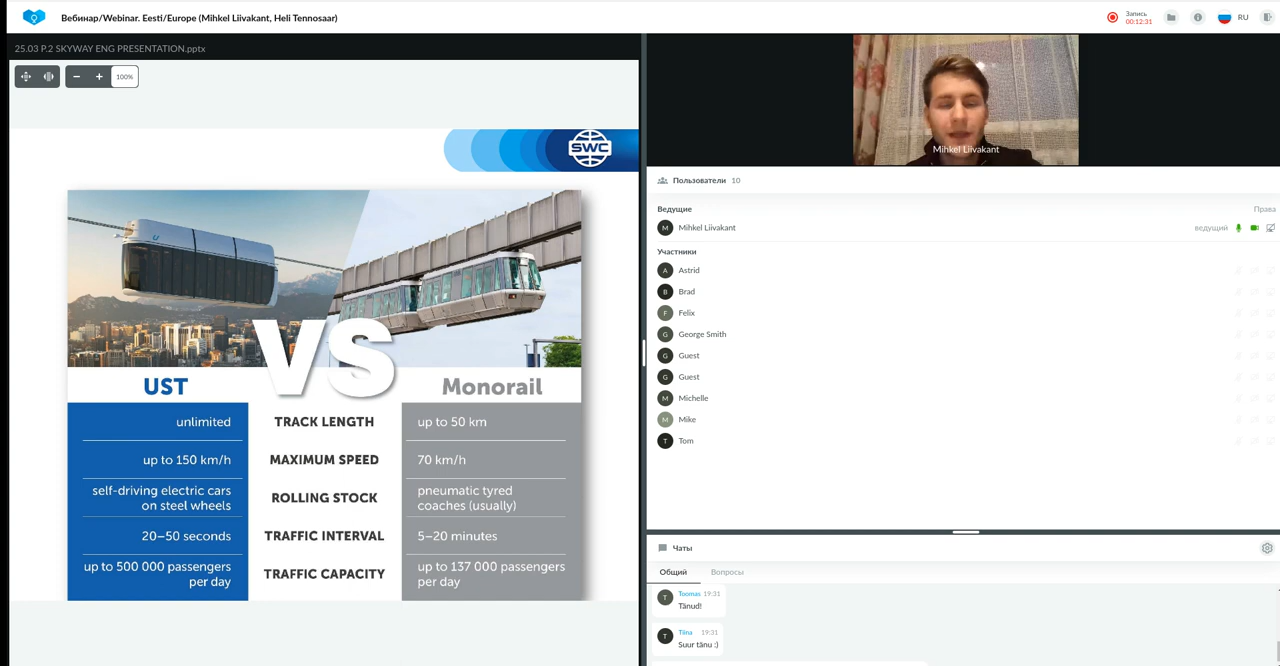 Вебинар/Webinar. Eesti/Europe (Mihkel Liivakant, Heli Tennosaar)
Запись
00:12:31
RU
25.03 P.2 SKYWAY ENG PRESENTATION.pptx
100%
SWC
VS
UST
Monorail
unlimited
TRACK LENGTH
up to 50 km
up to 150 km/h
MAXIMUM SPEED
70 km/h
self-driving electric cars
on steel wheels
ROLLING STOCK
pneumatic tyred
coaches (usually)
20–50 seconds
TRAFFIC INTERVAL
5–20 minutes
up to 500 000 passengers
per day
TRAFFIC CAPACITY
up to 137 000 passengers
per day
Mihkel Liivakant
Пользователи 10
Ведущие
Права
M Mihkel Liivakant
ведущий
Участники
A Astrid
B Brad
F Felix
G George Smith
G Guest
G Guest
M Michelle
M Mike
T Tom
Чаты
Общий
Вопросы
T Toomas 19:31
Tänud!
T Tiina 19:31
Suur tänu :)